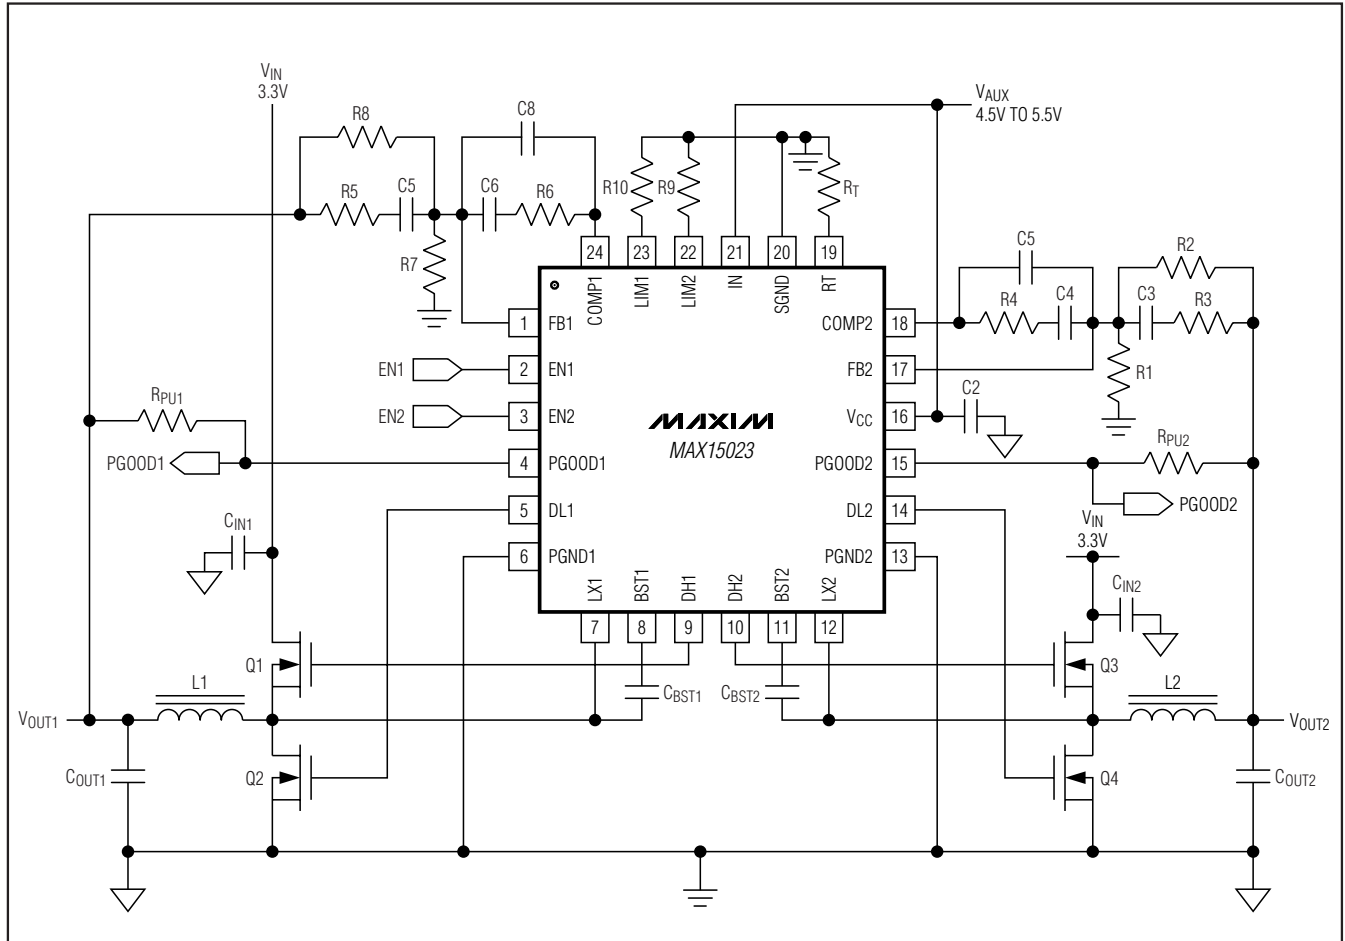 VIN
3.3V
VAUX
4.5V TO 5.5V
R8
C8
R5
C5
C6
R6
R10
R9
RT
R7
24
23
22
21
20
19
COMP1
LIM1
LIM2
IN
SGND
RT
C5
R2
R4
C4
C3
R3
R1
1
FB1
COMP2
18
EN1
2
EN1
FB2
17
EN2
3
EN2
VCC
16
C2
MAXIM
MAX15023
RPU1
PGOOD1
4
PGOOD1
PGOOD2
15
RPU2
PGOOD2
5
DL1
DL2
14
VIN
3.3V
CIN1
6
PGND1
PGND2
13
LX1
BST1
DH1
DH2
BST2
LX2
CIN2
7
8
9
10
11
12
Q1
Q3
L1
CBST1
CBST2
L2
VOUT1
VOUT2
COUT1
Q2
Q4
COUT2